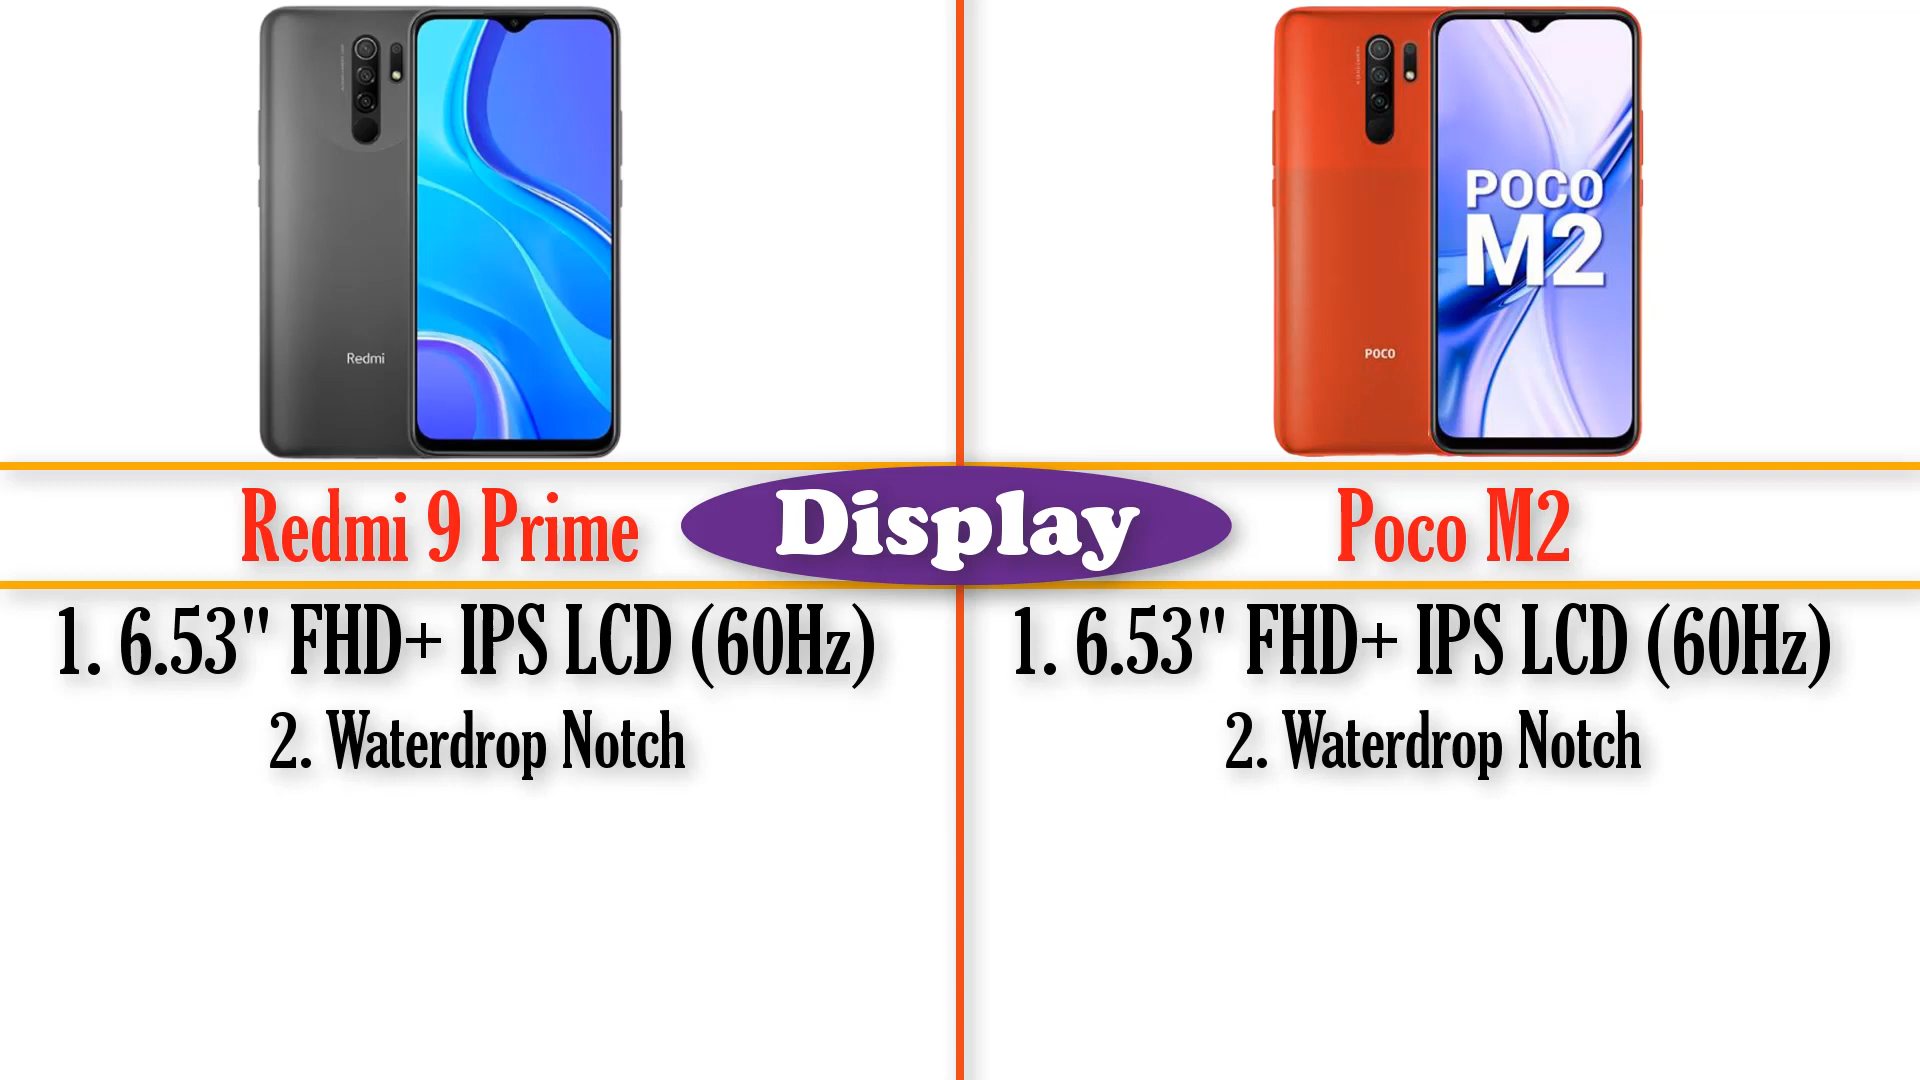 Redmi
POCO
M2
POCO
Redmi 9 Prime
Display
Poco M2
1. 6.53" FHD+ IPS LCD (60Hz)
2. Waterdrop Notch
1. 6.53" FHD+ IPS LCD (60Hz)
2. Waterdrop Notch